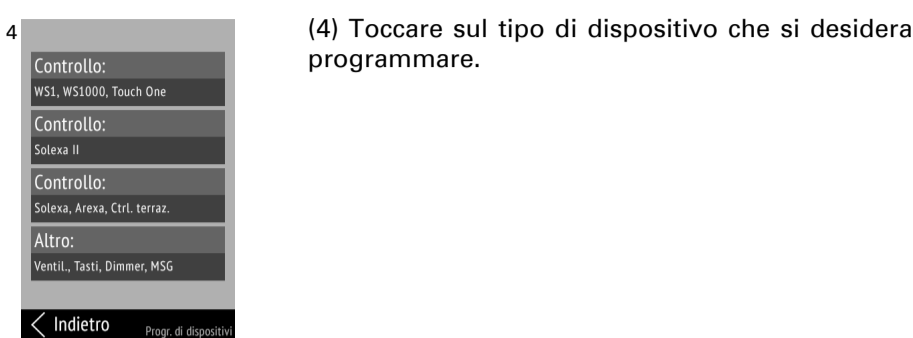 4
(4) Toccare sul tipo di dispositivo che si desidera
programmare.
Controllo:
WS1, WS1000, Touch One
Controllo:
Solexa II
Controllo:
Solexa, Arexa, Ctrl. terraz.
Altro:
Ventil., Tasti, Dimmer, MSG
Indietro
Progr. di dispositivi